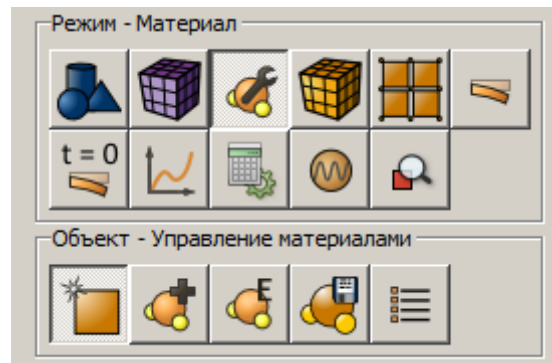 Режим - Материал
t = 0
Объект - Управление материалами
E